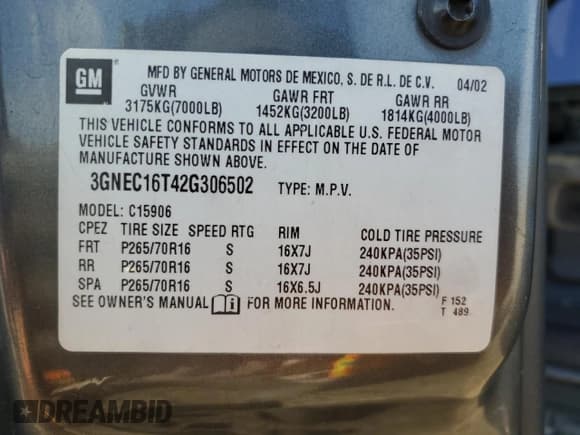 GM
MFD BY GENERAL MOTORS DE MEXICO, S. DE R.L. DE C.V. 04/02
GVWR GAWR FRT GAWR RR
3175KG(7000LB) 1452KG(3200LB) 1814KG(4000LB)
THIS VEHICLE CONFORMS TO ALL APPLICABLE U.S. FEDERAL MOTOR
VEHICLE SAFETY STANDARDS IN EFFECT ON THE DATE OF
MANUFACTURE SHOWN ABOVE.
3GNEC16T42G306502 TYPE: M.P.V.
MODEL: C15906
CPEZ TIRE SIZE SPEED RTG RIM COLD TIRE PRESSURE
FRT P265/70R16 S 16X7J 240KPA(35PSI)
RR P265/70R16 S 16X7J 240KPA(35PSI)
SPA P265/70R16 S 16X6.5J 240KPA(35PSI)
SEE OWNER'S MANUAL FOR MORE INFORMATION.
F 152
T 489
DREAMBID